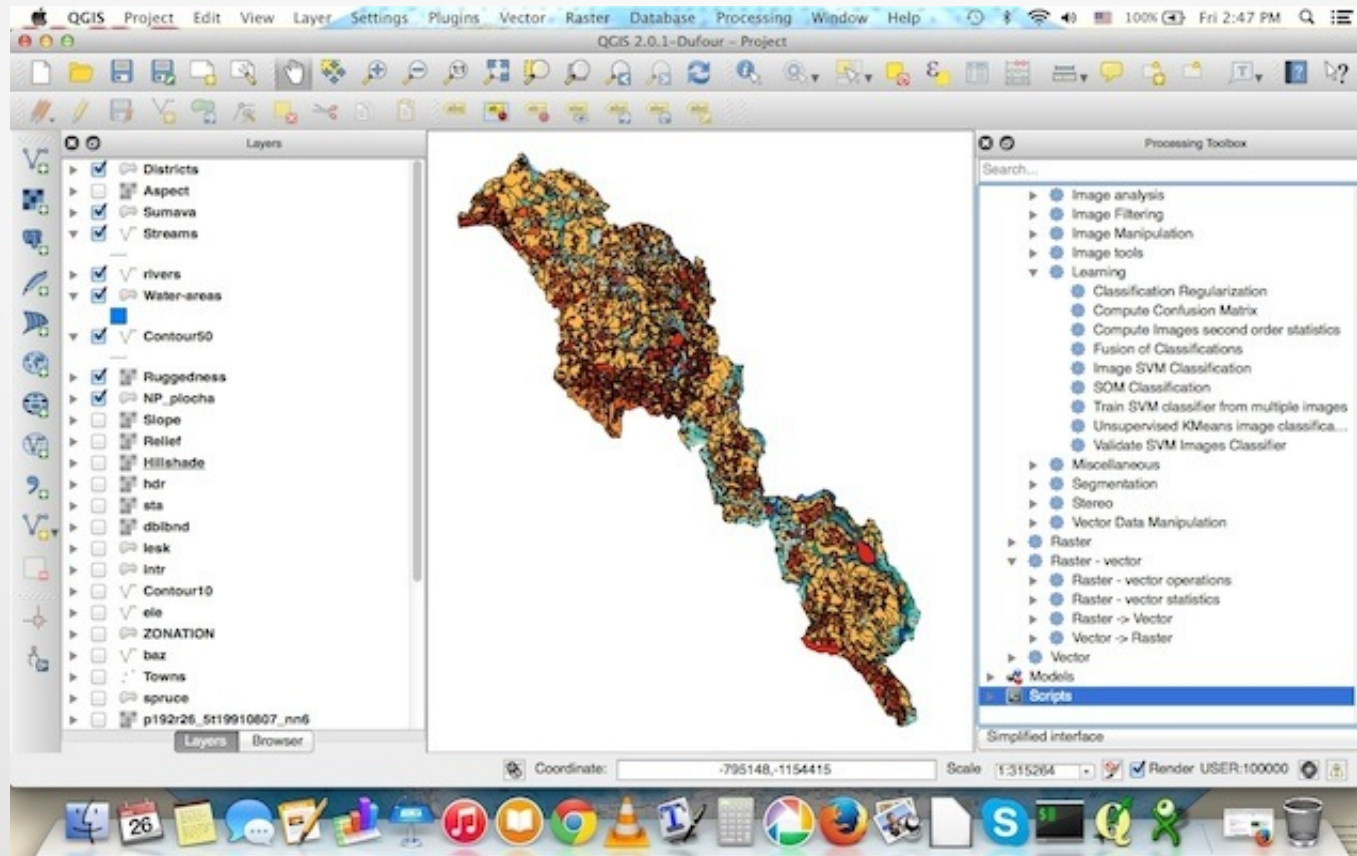 QGIS Project Edit View Layer Settings Plugins Vector Raster Database Processing Window Help 100% Fri 2:47 PM
QGIS 2.0.1-Dufour – Project
Layers
Districts
Aspect
Sumava
Streams
rivers
Water-areas
Contour50
Ruggedness
NP_plocha
Slope
Relief
Hillshade
hdr
sta
dblbnd
lesk
intr
Contour10
ele
ZONATION
baz
Towns
spruce
p192r26_5t19910807_nn6
Layers Browser
Processing Toolbox
Search...
Image analysis
Image Filtering
Image Manipulation
Image tools
Learning
Classification Regularization
Compute Confusion Matrix
Compute Images second order statistics
Fusion of Classifications
Image SVM Classification
SOM Classification
Train SVM classifier from multiple images
Unsupervised KMeans image classifica...
Validate SVM Images Classifier
Miscellaneous
Segmentation
Stereo
Vector Data Manipulation
Raster
Raster - vector
Raster - vector operations
Raster - vector statistics
Raster -> Vector
Vector -> Raster
Vector
Models
Scripts
Simplified interface
Coordinate: -795148,-1154415 Scale 1:315264 Render USER:100000
26